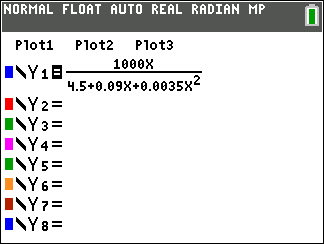 NORMAL FLOAT AUTO REAL RADIAN MP
Plot1 Plot2 Plot3
\Y1=1000X/(4.5+0.09X+0.0035X²)
\Y2=
\Y3=
\Y4=
\Y5=
\Y6=
\Y7=
\Y8=